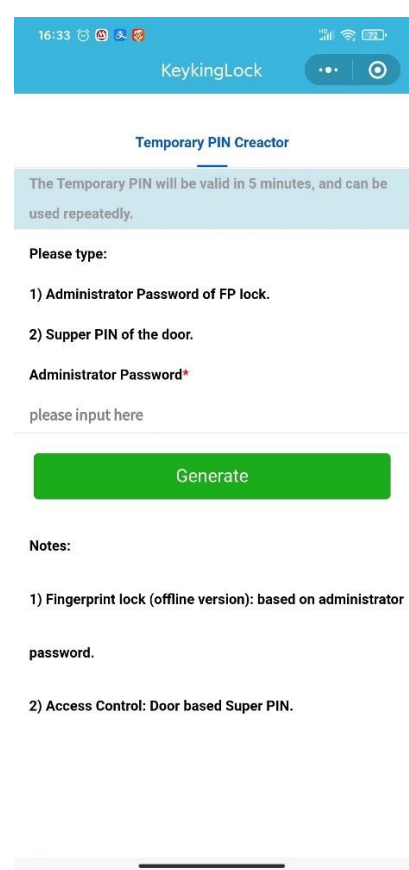 16:33
72
KeykingLock
Temporary PIN Creactor
The Temporary PIN will be valid in 5 minutes, and can be
used repeatedly.
Please type:
1) Administrator Password of FP lock.
2) Supper PIN of the door.
Administrator Password*
please input here
Generate
Notes:
1) Fingerprint lock (offline version): based on administrator
password.
2) Access Control: Door based Super PIN.